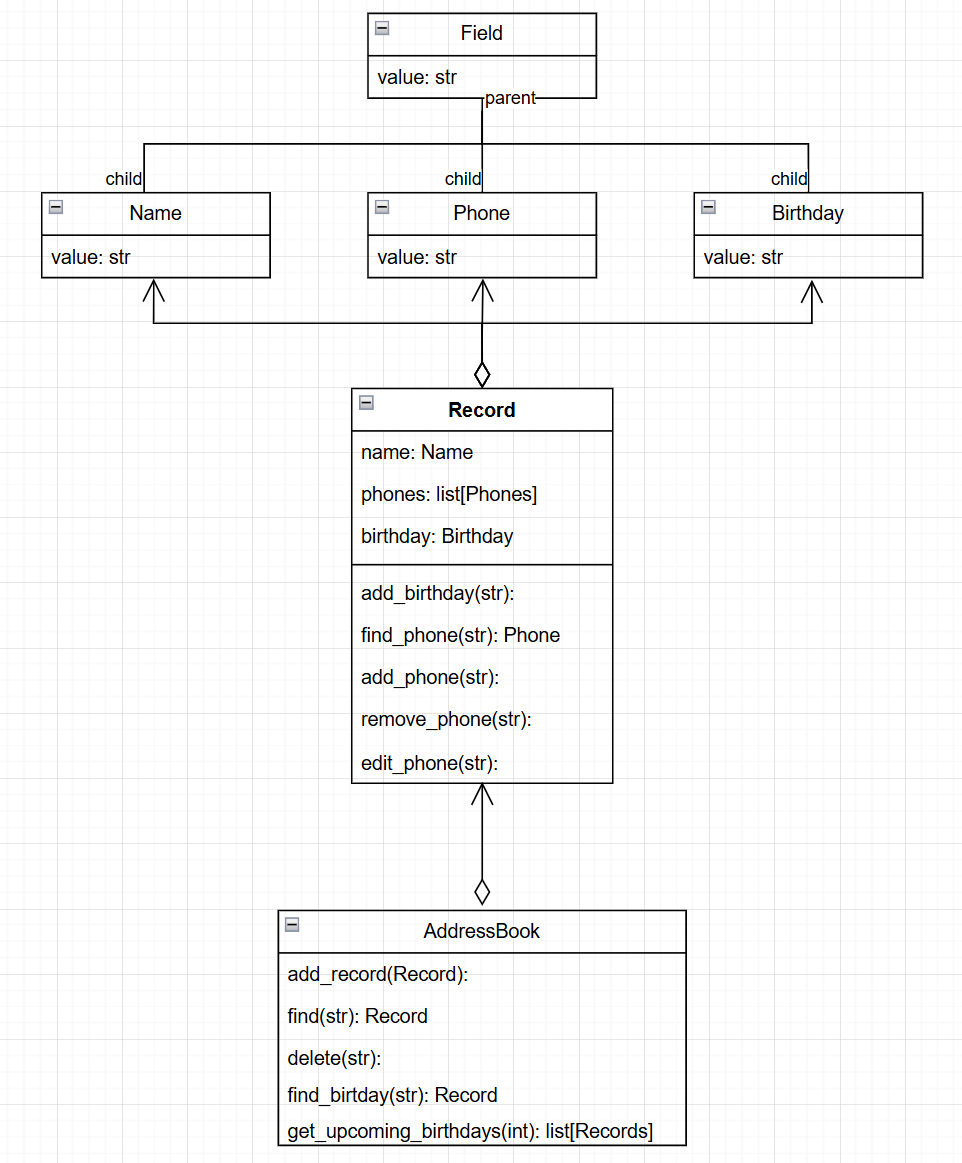 Field
value: str
parent
child
child
child
Name
Phone
Birthday
value: str
value: str
value: str
Record
name: Name
phones: list[Phones]
birthday: Birthday
add_birthday(str):
find_phone(str): Phone
add_phone(str):
remove_phone(str):
edit_phone(str):
AddressBook
add_record(Record):
find(str): Record
delete(str):
find_birtday(str): Record
get_upcoming_birthdays(int): list[Records]